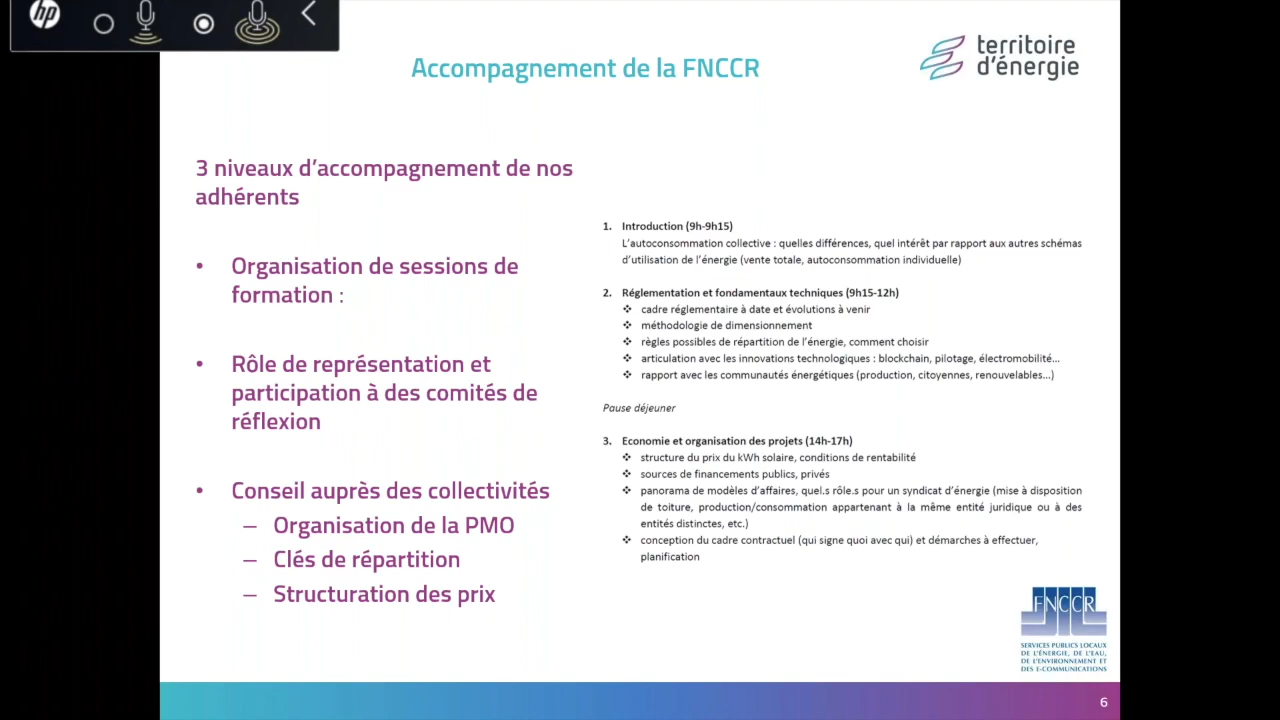 hp
Accompagnement de la FNCCR
territoire
d'énergie
3 niveaux d'accompagnement de nos
adhérents
• Organisation de sessions de
formation :
• Rôle de représentation et
participation à des comités de
réflexion
• Conseil auprès des collectivités
– Organisation de la PMO
– Clés de répartition
– Structuration des prix
1. Introduction (9h-9h15)
L'autoconsommation collective : quelles différences, quel intérêt par rapport aux autres schémas
d'utilisation de l'énergie (vente totale, autoconsommation individuelle)
2. Réglementation et fondamentaux techniques (9h15-12h)
❖ cadre réglementaire à date et évolutions à venir
❖ méthodologie de dimensionnement
❖ règles possibles de répartition de l'énergie, comment choisir
❖ articulation avec les innovations technologiques : blockchain, pilotage, électromobilité…
❖ rapport avec les communautés énergétiques (production, citoyennes, renouvelables…)
Pause déjeuner
3. Economie et organisation des projets (14h-17h)
❖ structure du prix du kWh solaire, conditions de rentabilité
❖ sources de financements publics, privés
❖ panorama de modèles d'affaires, quel.s rôle.s pour un syndicat d'énergie (mise à disposition
de toiture, production/consommation appartenant à la même entité juridique ou à des
entités distinctes, etc.)
❖ conception du cadre contractuel (qui signe quoi avec qui) et démarches à effectuer,
planification
FNCCR
SERVICES PUBLICS LOCAUX
DE L'ÉNERGIE, DE L'EAU,
DE L'ENVIRONNEMENT ET
DES E-COMMUNICATIONS
6